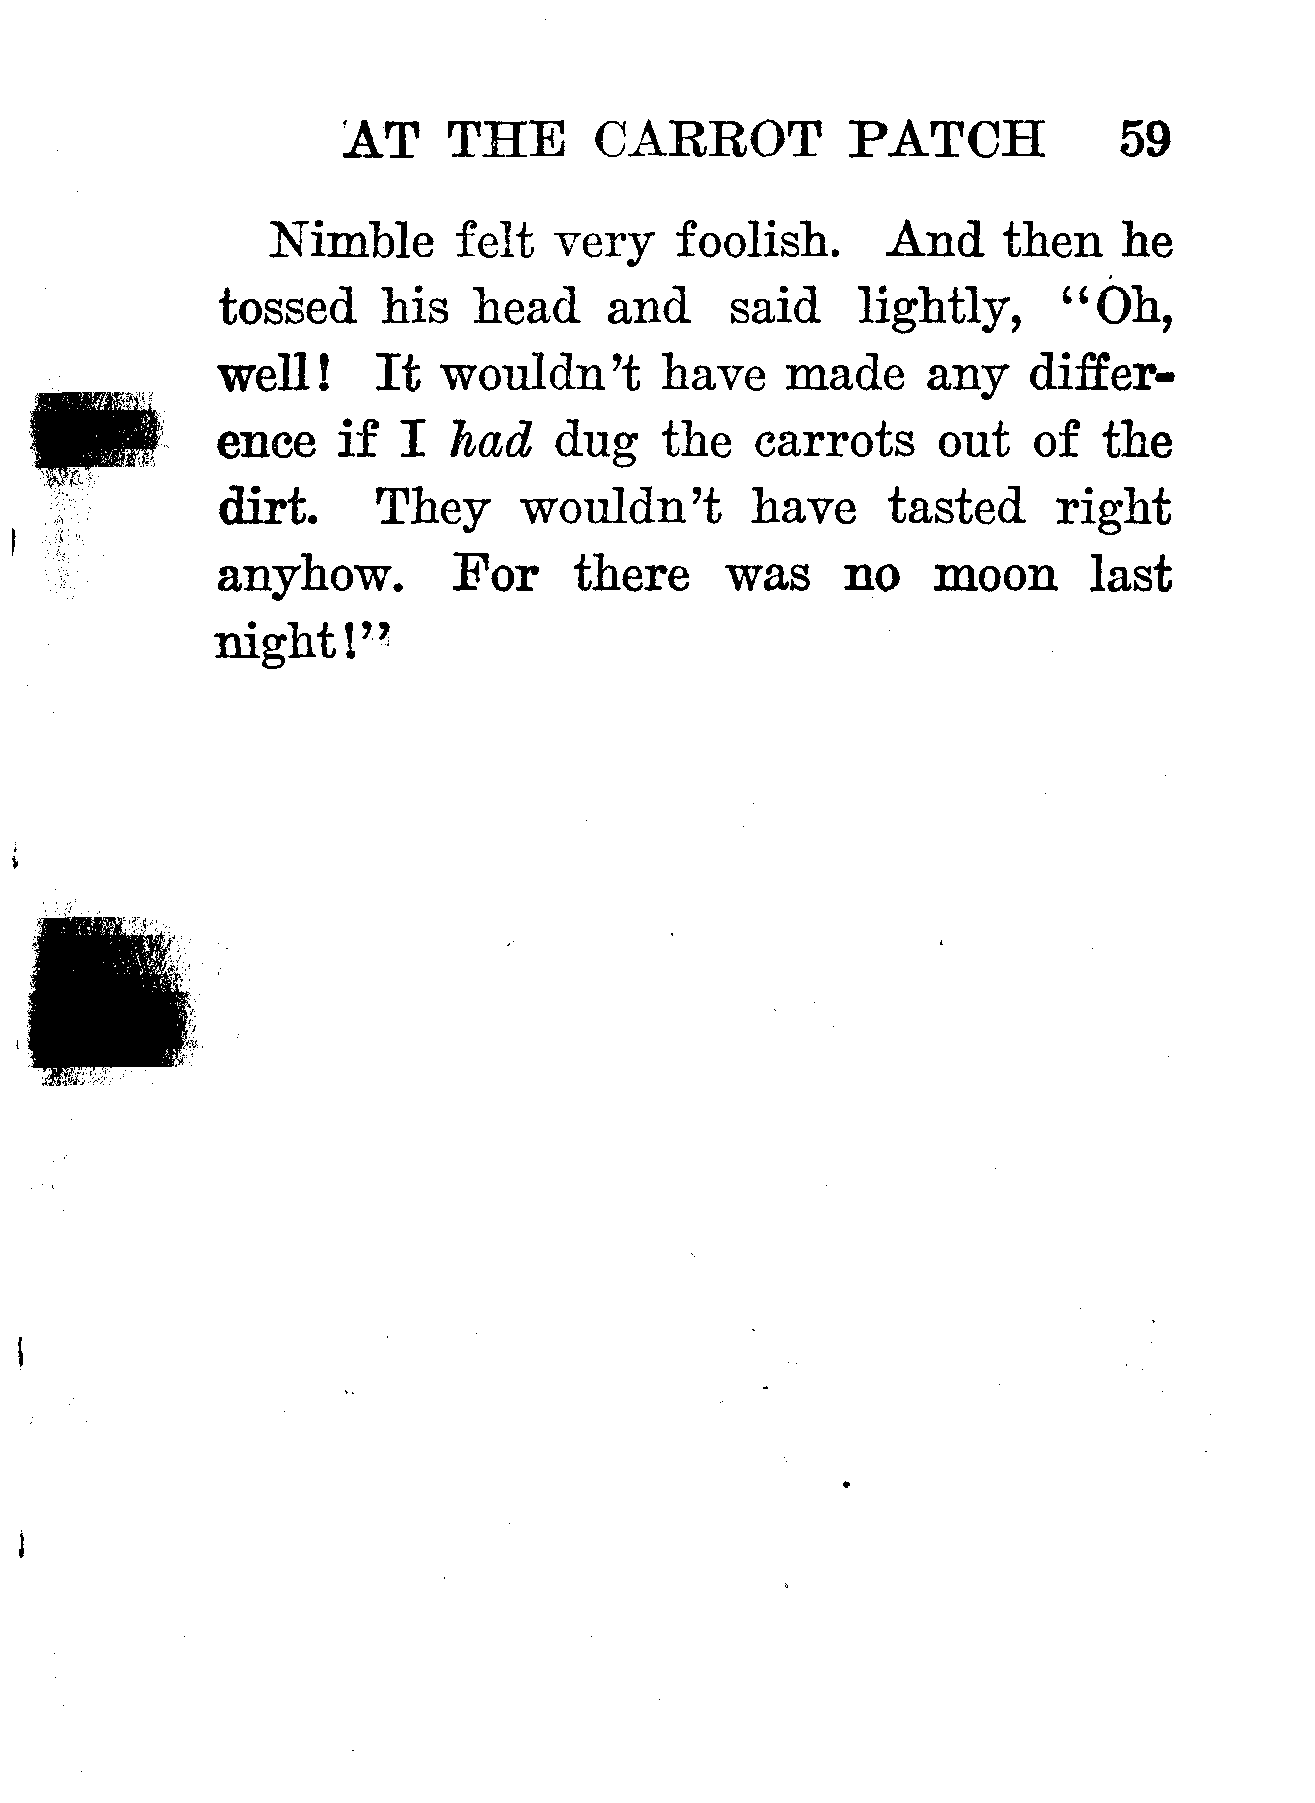 AT THE CARROT PATCH 59
Nimble felt very foolish. And then he
tossed his head and said lightly, “Oh,
well! It wouldn’t have made any differ-
ence if I had dug the carrots out of the
dirt. They wouldn’t have tasted right
anyhow. For there was no moon last
night!”